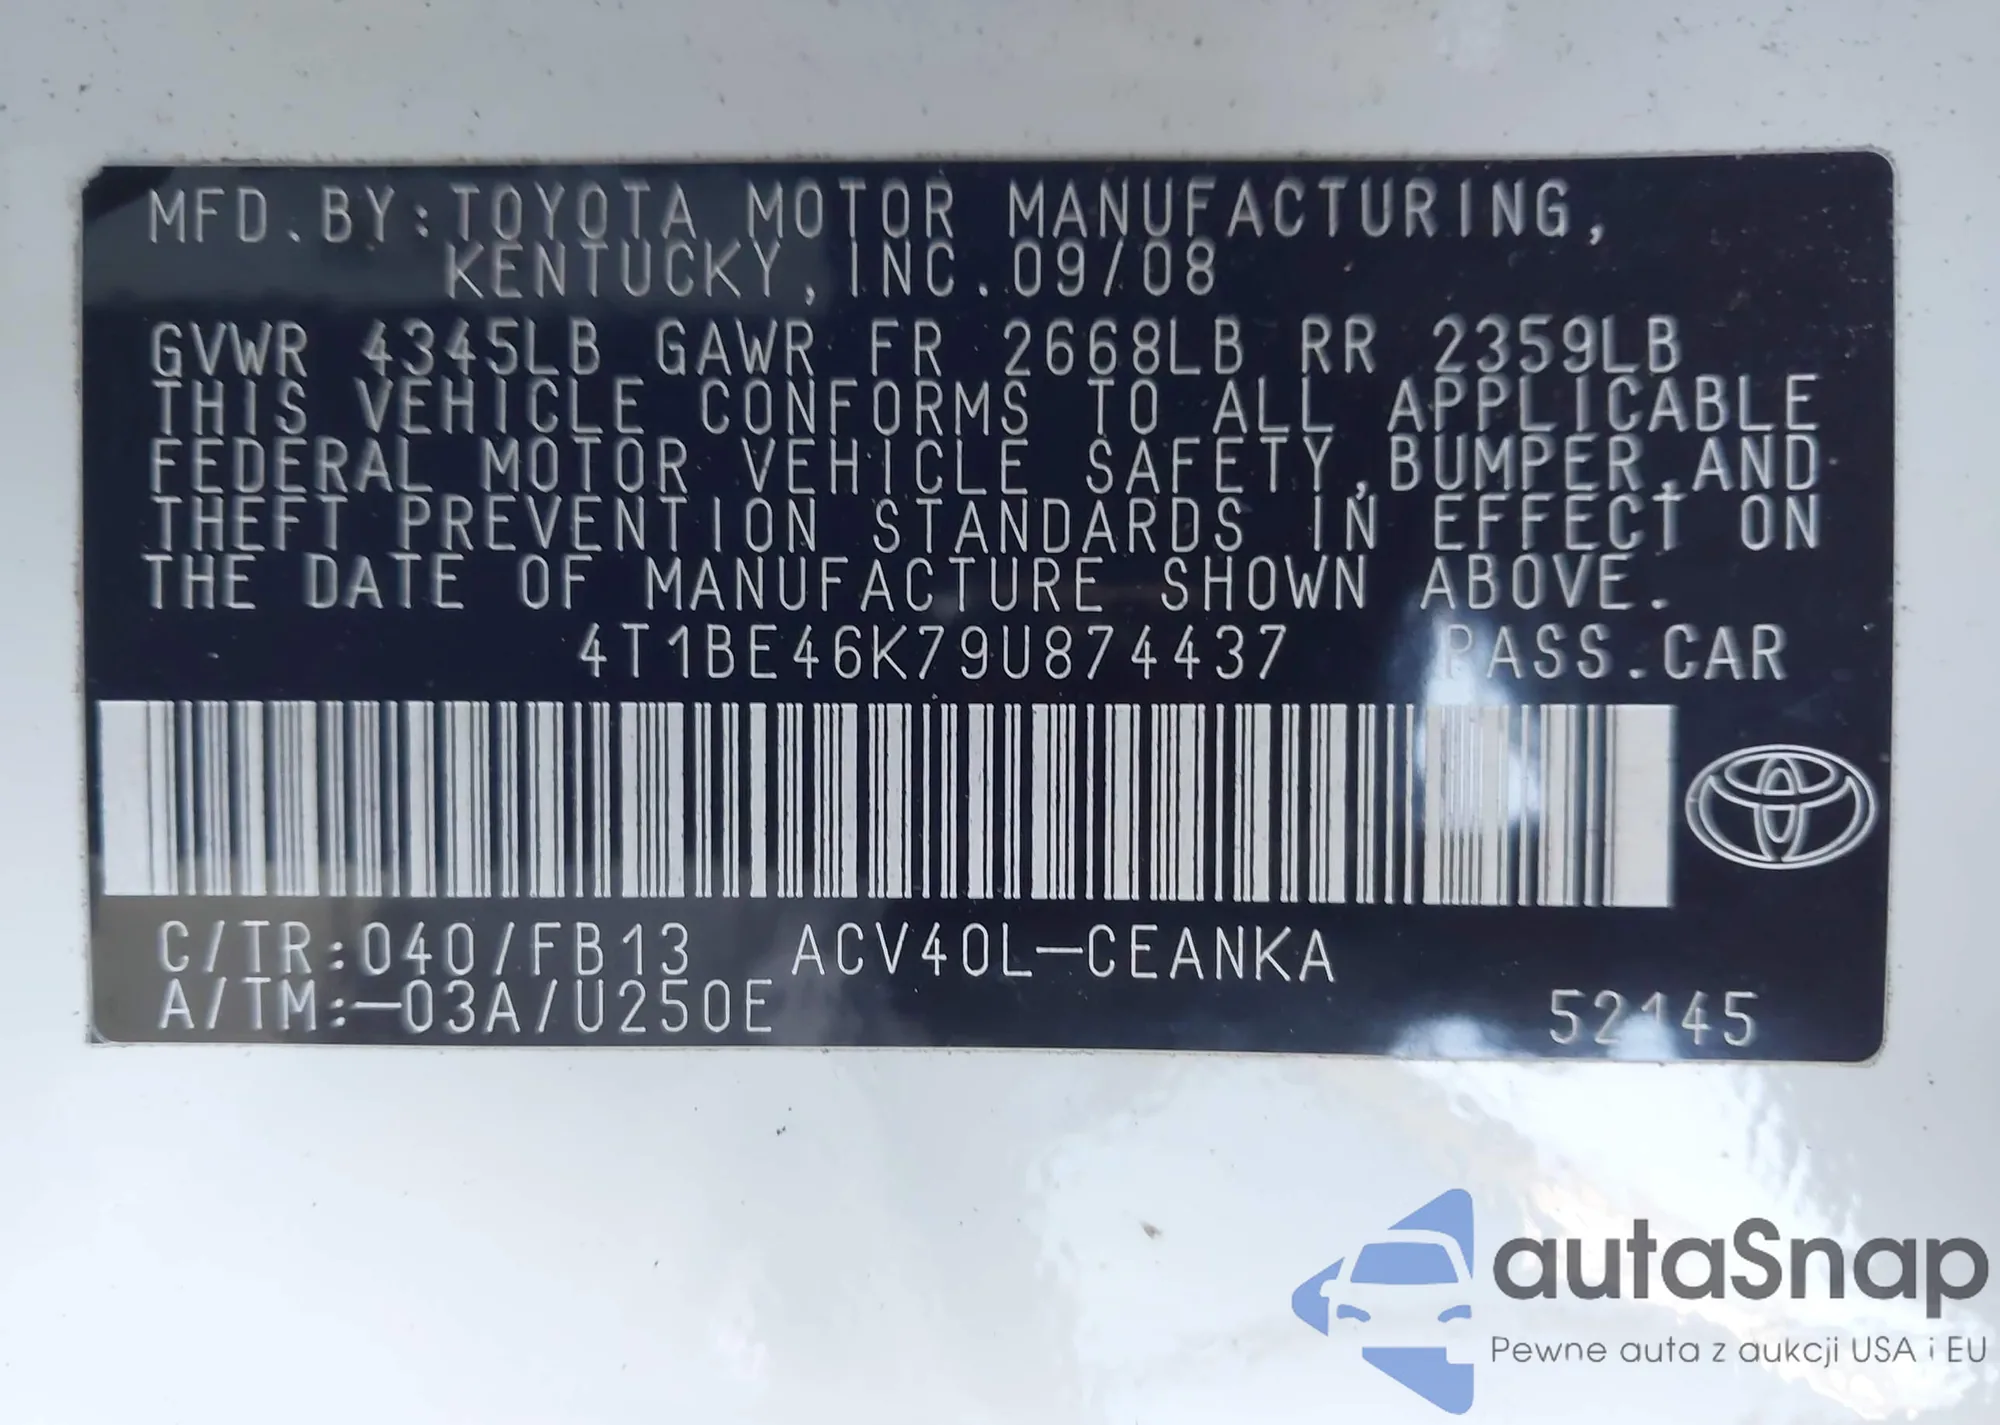 MFD.BY:TOYOTA MOTOR MANUFACTURING,
KENTUCKY, INC.09/08
GVWR 4345LB GAWR FR 2668LB RR 2359LB
THIS VEHICLE CONFORMS TO ALL APPLICABLE
FEDERAL MOTOR VEHICLE SAFETY,BUMPER,AND
THEFT PREVENTION STANDARDS IN EFFECT ON
THE DATE OF MANUFACTURE SHOWN ABOVE.
4T1BE46K79U874437 PASS.CAR
C/TR:040/FB13 ACV40L-CEANKA
A/TM:-03A/U250E 52145
autaSnap
Pewne auta z aukcji USA i EU